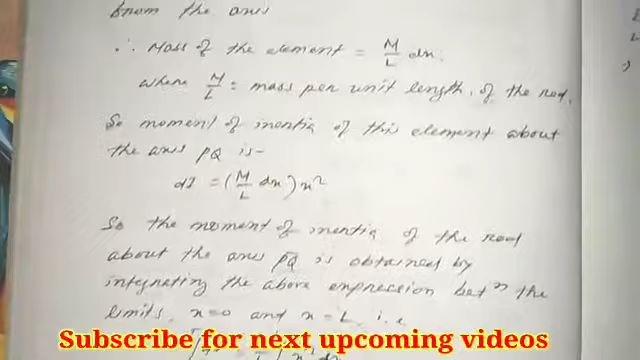 from the axis
∴ Mass of the element = M/L dx.
where M/L = mass per unit length of the rod.
So moment of inertia of this element about
the axis PQ is -
dI = (M/L dx) x²
So the moment of inertia of the rod
about the axis PQ is obtained by
integrating the above expression betⁿ the
limits, x=0 and x=L, i.e
Subscribe for next upcoming videos